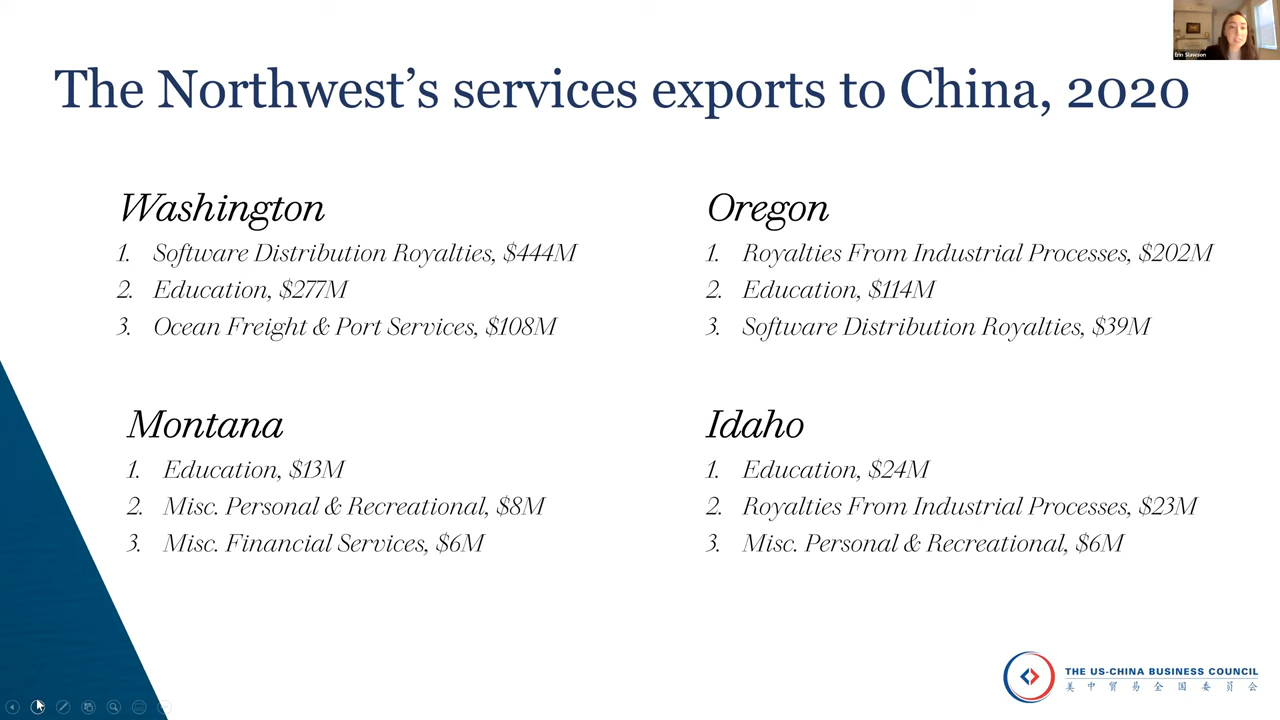 Erin Slawson
The Northwest's services exports to China, 2020
Washington
1. Software Distribution Royalties, $444M
2. Education, $277M
3. Ocean Freight & Port Services, $108M
Oregon
1. Royalties From Industrial Processes, $202M
2. Education, $114M
3. Software Distribution Royalties, $39M
Montana
1. Education, $13M
2. Misc. Personal & Recreational, $8M
3. Misc. Financial Services, $6M
Idaho
1. Education, $24M
2. Royalties From Industrial Processes, $23M
3. Misc. Personal & Recreational, $6M
THE US-CHINA BUSINESS COUNCIL
美中贸易全国委员会